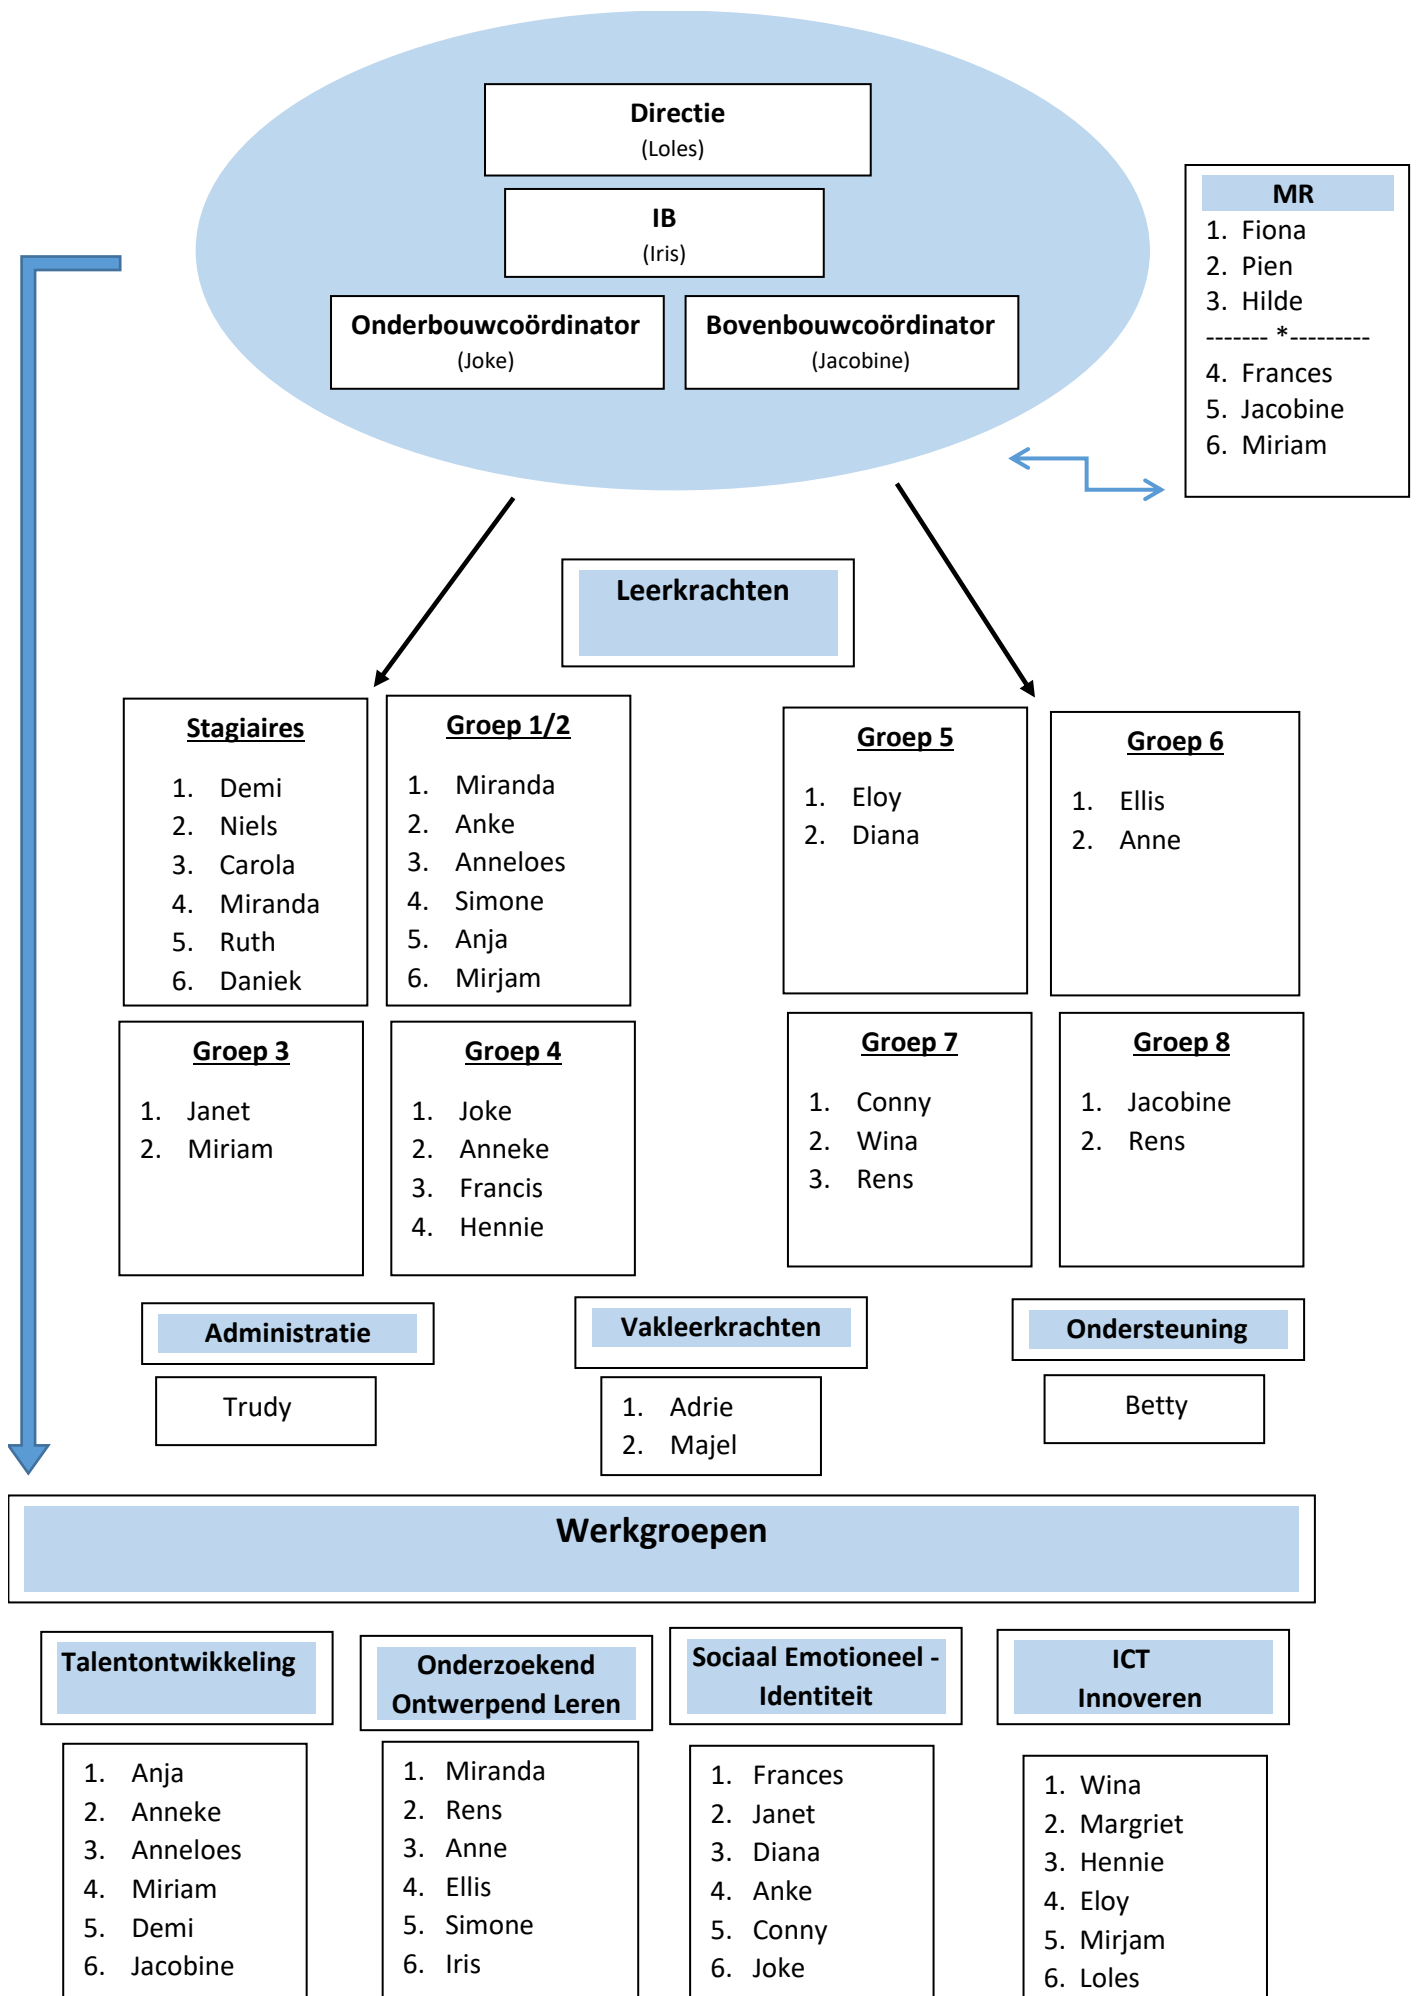 Directie
(Loles)
IB
(Iris)
Onderbouwcoördinator
(Joke)
Bovenbouwcoördinator
(Jacobine)
MR
1. Fiona
2. Pien
3. Hilde
------- *---------
4. Frances
5. Jacobine
6. Miriam
Leerkrachten
Stagiaires
1. Demi
2. Niels
3. Carola
4. Miranda
5. Ruth
6. Daniek
Groep 1/2
1. Miranda
2. Anke
3. Anneloes
4. Simone
5. Anja
6. Mirjam
Groep 5
1. Eloy
2. Diana
Groep 6
1. Ellis
2. Anne
Groep 3
1. Janet
2. Miriam
Groep 4
1. Joke
2. Anneke
3. Francis
4. Hennie
Groep 7
1. Conny
2. Wina
3. Rens
Groep 8
1. Jacobine
2. Rens
Administratie
Trudy
Vakleerkrachten
1. Adrie
2. Majel
Ondersteuning
Betty
Werkgroepen
Talentontwikkeling
1. Anja
2. Anneke
3. Anneloes
4. Miriam
5. Demi
6. Jacobine
Onderzoekend
Ontwerpend Leren
1. Miranda
2. Rens
3. Anne
4. Ellis
5. Simone
6. Iris
Sociaal Emotioneel -
Identiteit
1. Frances
2. Janet
3. Diana
4. Anke
5. Conny
6. Joke
ICT
Innoveren
1. Wina
2. Margriet
3. Hennie
4. Eloy
5. Mirjam
6. Loles